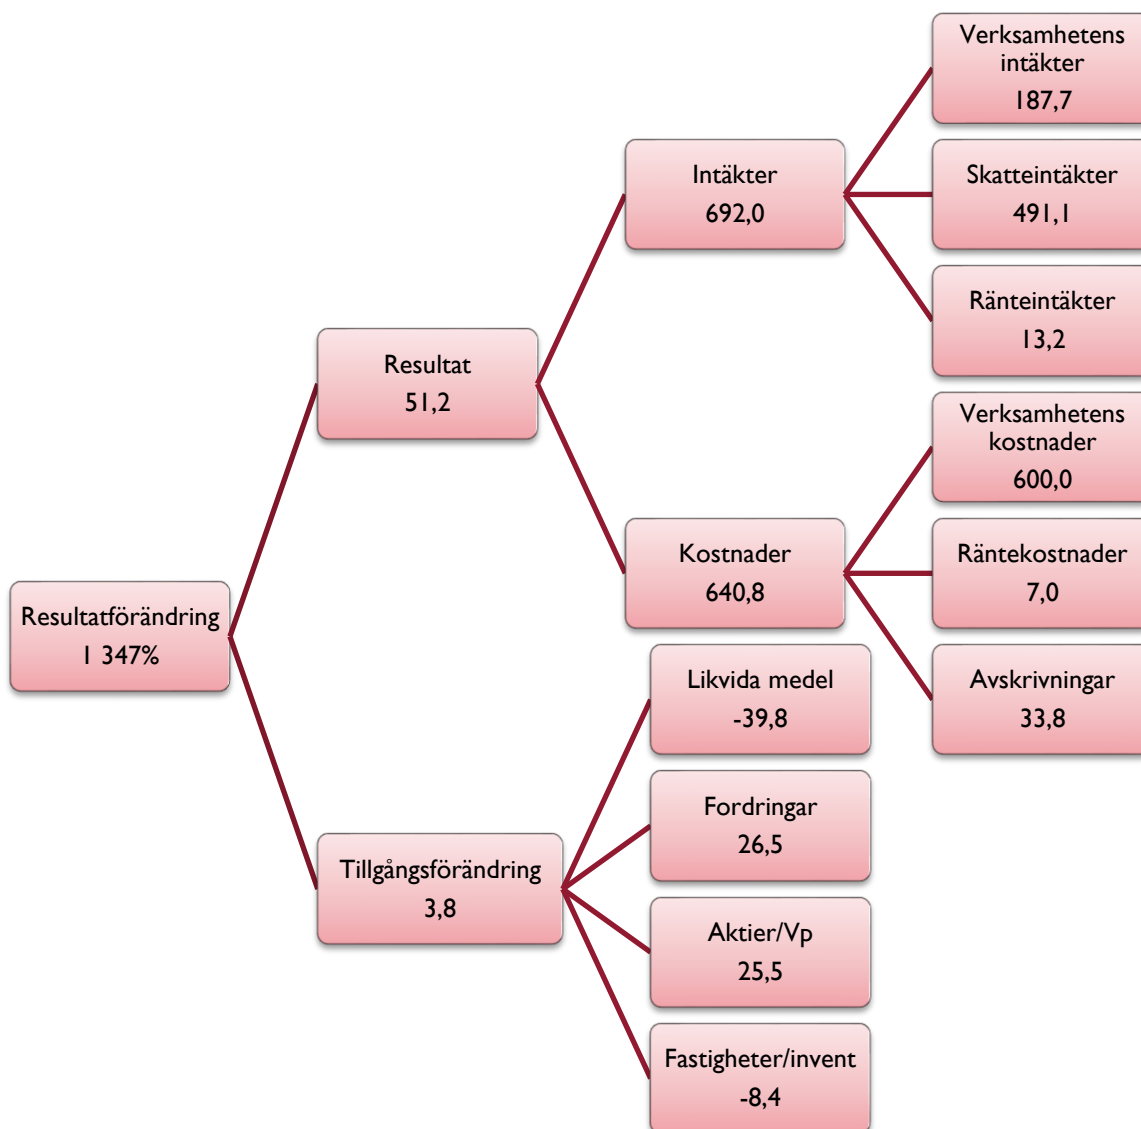 Verksamhetens
intäkter
187,7
Intäkter
692,0
Skatteintäkter
491,1
Ränteintäkter
13,2
Resultat
51,2
Verksamhetens
kostnader
600,0
Kostnader
640,8
Räntekostnader
7,0
Avskrivningar
33,8
Resultatförändring
1 347%
Likvida medel
-39,8
Fordringar
26,5
Tillgångsförändring
3,8
Aktier/Vp
25,5
Fastigheter/invent
-8,4